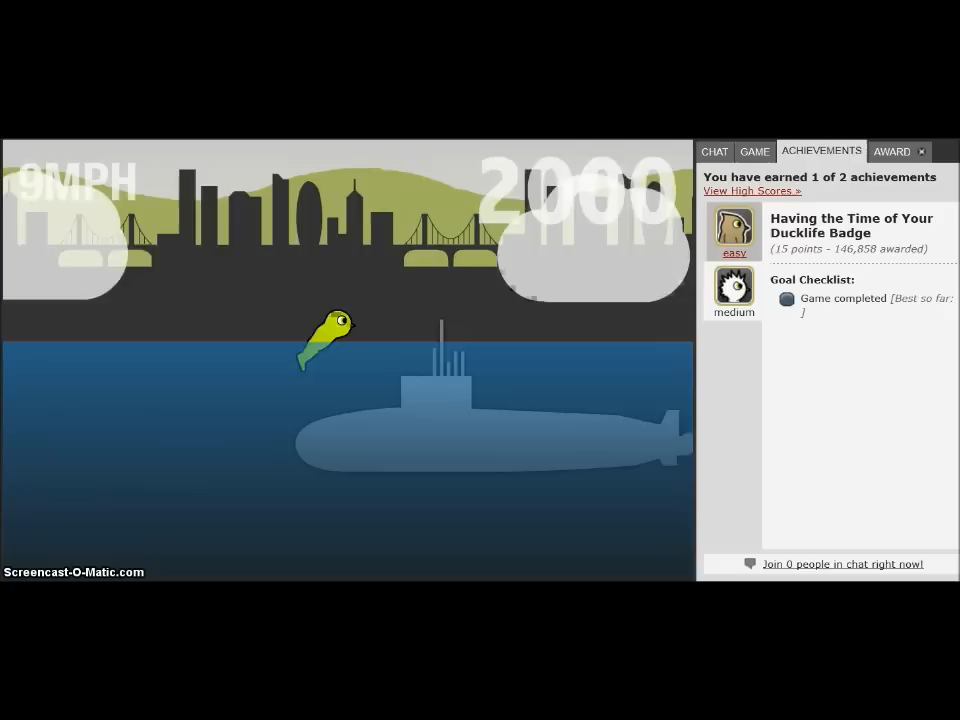 9MPH
2000
CHAT GAME ACHIEVEMENTS AWARD
You have earned 1 of 2 achievements
View High Scores »
Having the Time of Your
Ducklife Badge
(15 points - 146,858 awarded)
easy
Goal Checklist:
Game completed [Best so far:
]
medium
Join 0 people in chat right now!
Screencast-O-Matic.com